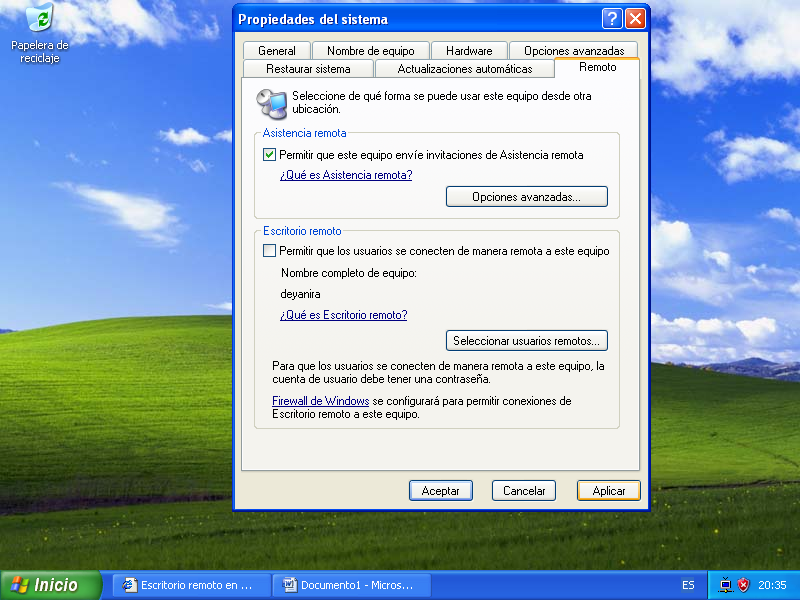 Papelera de
reciclaje
Propiedades del sistema
General
Nombre de equipo
Hardware
Opciones avanzadas
Restaurar sistema
Actualizaciones automáticas
Remoto
Seleccione de qué forma se puede usar este equipo desde otra
ubicación.
Asistencia remota
Permitir que este equipo envíe invitaciones de Asistencia remota
¿Qué es Asistencia remota?
Opciones avanzadas...
Escritorio remoto
Permitir que los usuarios se conecten de manera remota a este equipo
Nombre completo de equipo:
deyanira
¿Qué es Escritorio remoto?
Seleccionar usuarios remotos...
Para que los usuarios se conecten de manera remota a este equipo, la
cuenta de usuario debe tener una contraseña.
Firewall de Windows se configurará para permitir conexiones de
Escritorio remoto a este equipo.
Aceptar
Cancelar
Aplicar
Inicio
Escritorio remoto en ...
Documento1 - Micros...
ES
20:35